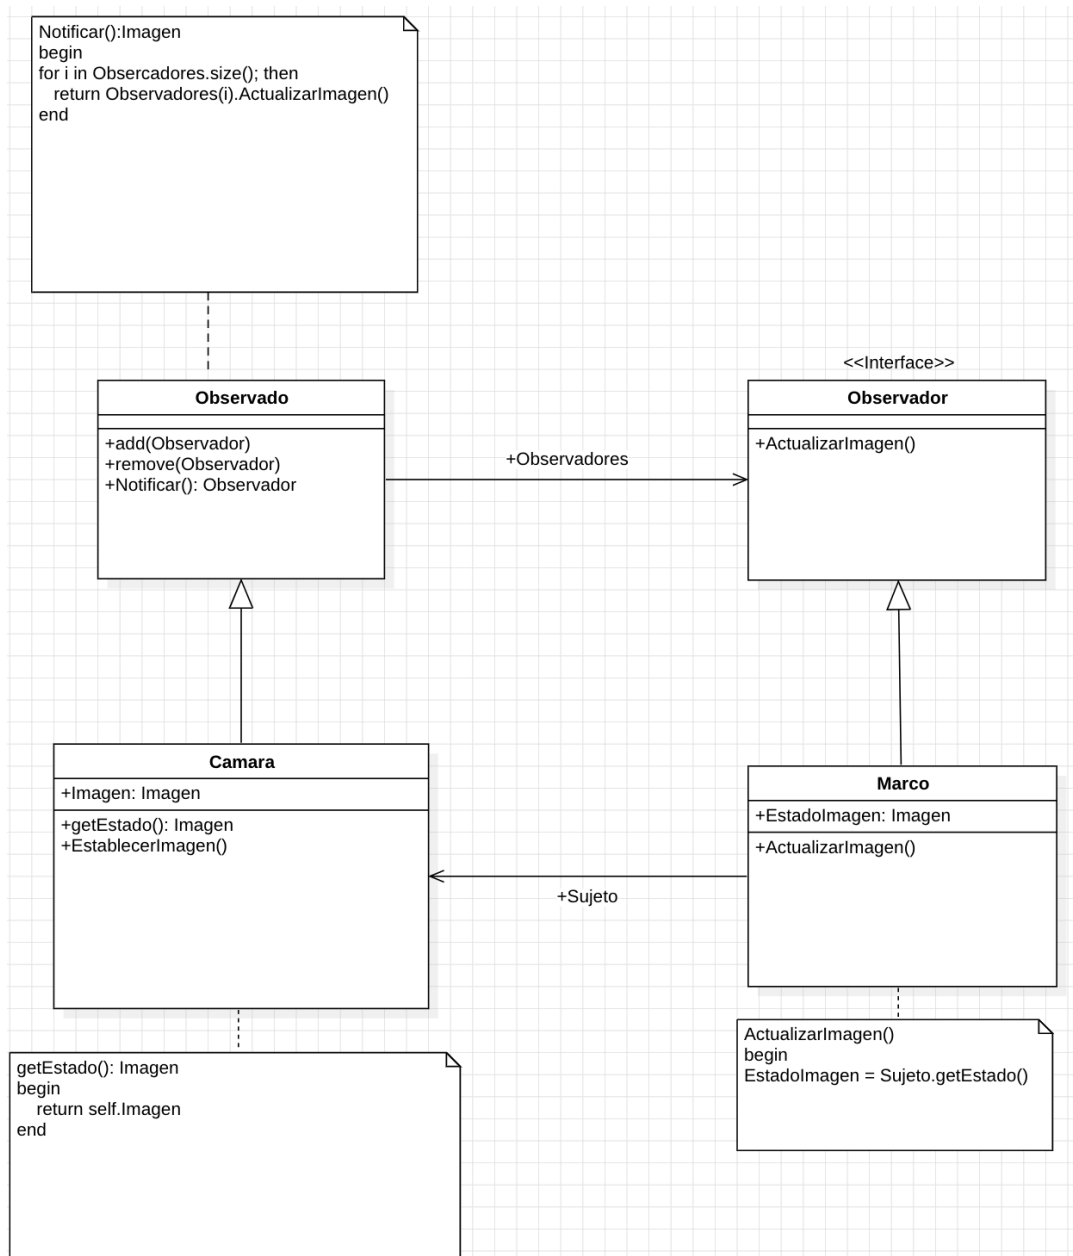 Notificar():Imagen
begin
for i in Obsercadores.size(); then
return Observadores(i).ActualizarImagen()
end
Observado
+add(Observador)
+remove(Observador)
+Notificar(): Observador
+Observadores
<<Interface>>
Observador
+ActualizarImagen()
Camara
+Imagen: Imagen
+getEstado(): Imagen
+EstablecerImagen()
+Sujeto
Marco
+EstadoImagen: Imagen
+ActualizarImagen()
getEstado(): Imagen
begin
return self.Imagen
end
ActualizarImagen()
begin
EstadoImagen = Sujeto.getEstado()